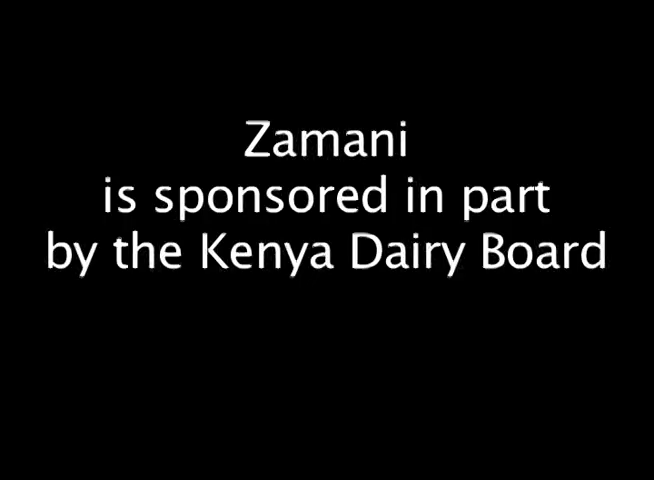 Zamani
is sponsored in part
by the Kenya Dairy Board